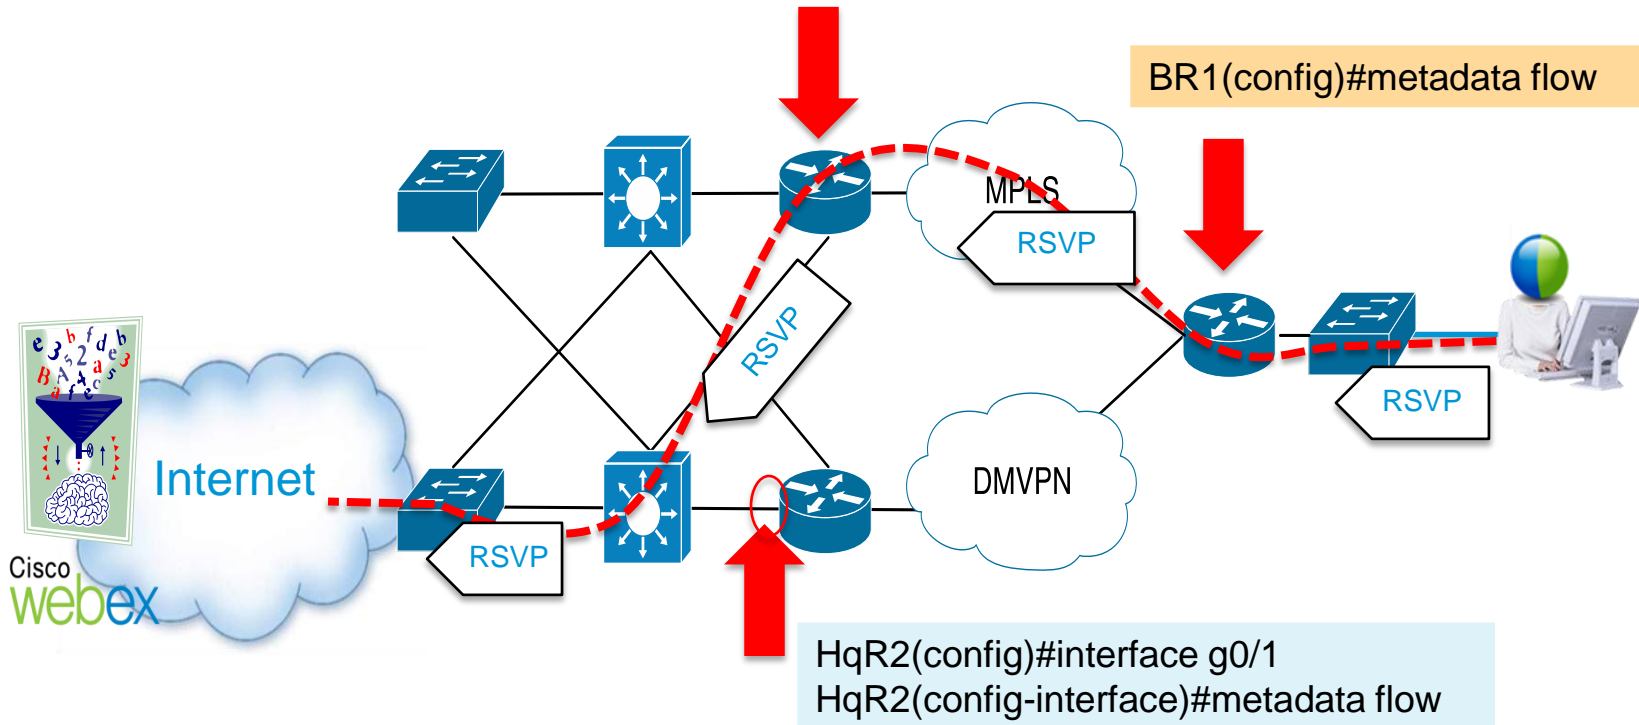 BR1(config)#metadata flow
MPLS
RSVP
RSVP
RSVP
Internet
DMVPN
RSVP
Cisco
webex
HqR2(config)#interface g0/1
HqR2(config-interface)#metadata flow